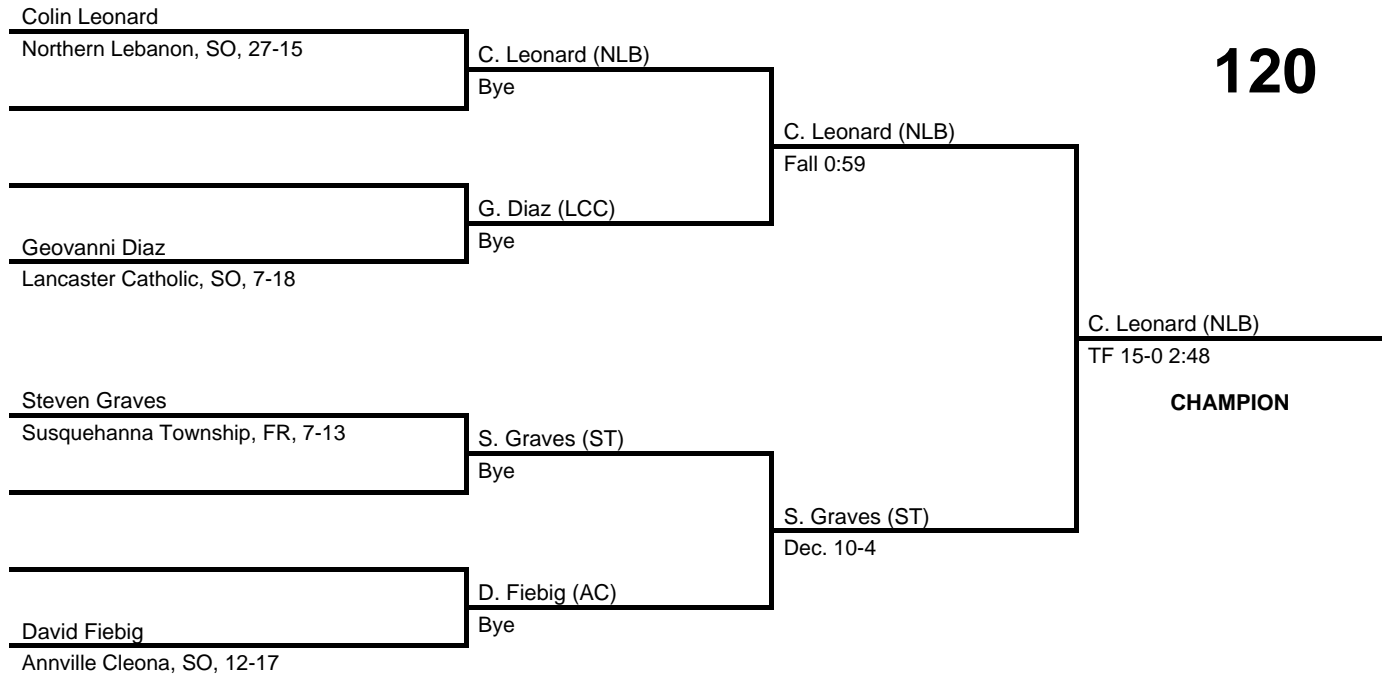 Colin Leonard
Northern Lebanon, SO, 27-15
C. Leonard (NLB)
Bye
120
C. Leonard (NLB)
Fall 0:59
G. Diaz (LCC)
Bye
Geovanni Diaz
Lancaster Catholic, SO, 7-18
C. Leonard (NLB)
TF 15-0 2:48
CHAMPION
Steven Graves
Susquehanna Township, FR, 7-13
S. Graves (ST)
Bye
S. Graves (ST)
Dec. 10-4
D. Fiebig (AC)
Bye
David Fiebig
Annville Cleona, SO, 12-17